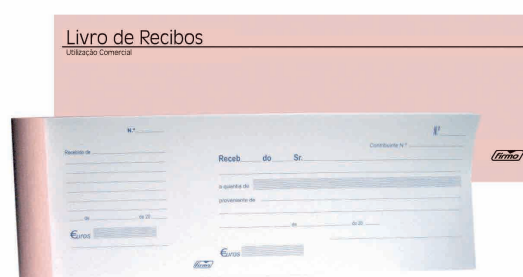 Livro de Recibos
Utilização Comercial
firmo
N.º
Recebido de
de de 20
Euros
firmo
N.º
Contribuinte N.º
Receb do Sr.
a quantia de
proveniente de
de de 20
Euros